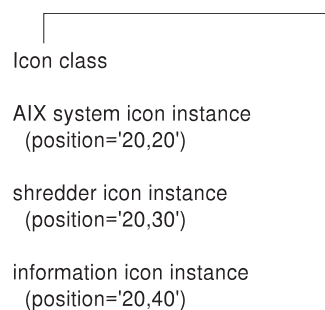 Icon class
AIX system icon instance
(position='20,20')
shredder icon instance
(position='20,30')
information icon instance
(position='20,40')